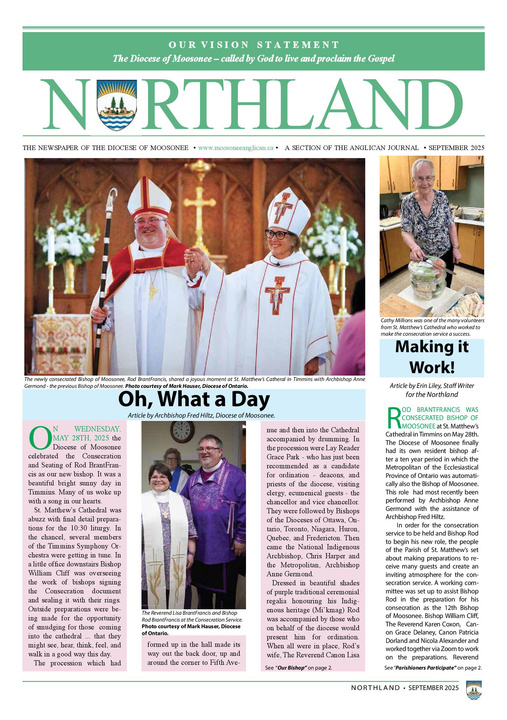 OUR VISION STATEMENT
The Diocese of Moosonee – called by God to live and proclaim the Gospel
NORTHLAND
THE NEWSPAPER OF THE DIOCESE OF MOOSONEE • www.moosoneeanglican.ca • A SECTION OF THE ANGLICAN JOURNAL • SEPTEMBER 2025
The newly consecrated Bishop of Moosonee, Rod BrantFrancis, shared a joyous moment at St. Matthew's Catheral in Timmins with Archbishop Anne
Germond - the previous Bishop of Moosonee. Photo courtesy of Mark Hauser, Diocese of Ontario.
Oh, What a Day
Article by Archbishop Fred Hiltz, Diocese of Moosonee.
ON WEDNESDAY,
MAY 28TH, 2025 the
Diocese of Moosonee
celebrated the Consecration
and Seating of Rod BrantFran-
cis as our new bishop. It was a
beautiful bright sunny day in
Timmins. Many of us woke up
with a song in our hearts.
St. Matthew's Cathedral was
abuzz with final detail prepara-
tions for the 10:30 liturgy. In
the chancel, several members
of the Timmins Symphony Or-
chestra were getting in tune. In
a little office downstairs Bishop
William Cliff was overseeing
the work of bishops signing
the Consecration document
and sealing it with their rings.
Outside preparations were be-
ing made for the opportunity
of smudging for those coming
into the cathedral ... that they
might see, hear, think, feel, and
walk in a good way this day.
The procession which had
The Reverend Lisa BrantFrancis and Bishop
Rod BrantFrancis at the Consecration Service.
Photo courtesy of Mark Hauser, Diocese
of Ontario.
formed up in the hall made its
way out the back door, up and
around the corner to Fifth Ave-
nue and then into the Cathedral
accompanied by drumming. In
the procession were Lay Reader
Grace Park - who has just been
recommended as a candidate
for ordination - deacons, and
priests of the diocese, visiting
clergy, ecumenical guests - the
chancellor and vice chancellor.
They were followed by Bishops
of the Dioceses of Ottawa, On-
tario, Toronto, Niagara, Huron,
Quebec, and Fredericton. Then
came the National Indigenous
Archbishop, Chris Harper and
the Metropolitan, Archbishop
Anne Germond.
Dressed in beautiful shades
of purple traditional ceremonial
regalia honouring his Indig-
enous heritage (Mi'kmaq) Rod
was accompanied by those who
on behalf of the diocese would
present him for ordination.
When all were in place, Rod's
wife, The Reverend Canon Lisa
See "Our Bishop" on page 2.
Cathy Millions was one of the many volunteers
from St. Matthew's Cathedral who worked to
make the consecration service a success.
Making it
Work!
Article by Erin Liley, Staff Writer
for the Northland
ROD BRANTFRANCIS WAS
CONSECRATED BISHOP OF
MOOSONEE at St. Matthew's
Cathedral in Timmins on May 28th.
The Diocese of Moosonee finally
had its own resident bishop af-
ter a ten year period in which the
Metropolitan of the Ecclesiastical
Province of Ontario was automati-
cally also the Bishop of Moosonee.
This role had most recently been
performed by Archbishop Anne
Germond with the assistance of
Archbishop Fred Hiltz.
In order for the consecration
service to be held and Bishop Rod
to begin his new role, the people
of the Parish of St. Matthew's set
about making preparations to re-
ceive many guests and create an
inviting atmosphere for the con-
secration service. A working com-
mittee was set up to assist Bishop
Rod in the preparation for his
consecration as the 12th Bishop
of Moosonee. Bishop William Cliff,
The Reverend Karen Coxon, Can-
on Grace Delaney, Canon Patricia
Dorland and Nicola Alexander and
worked together via Zoom to work
on the preparations. Reverend
See "Parishioners Participate" on page 2.
NORTHLAND • SEPTEMBER 2025